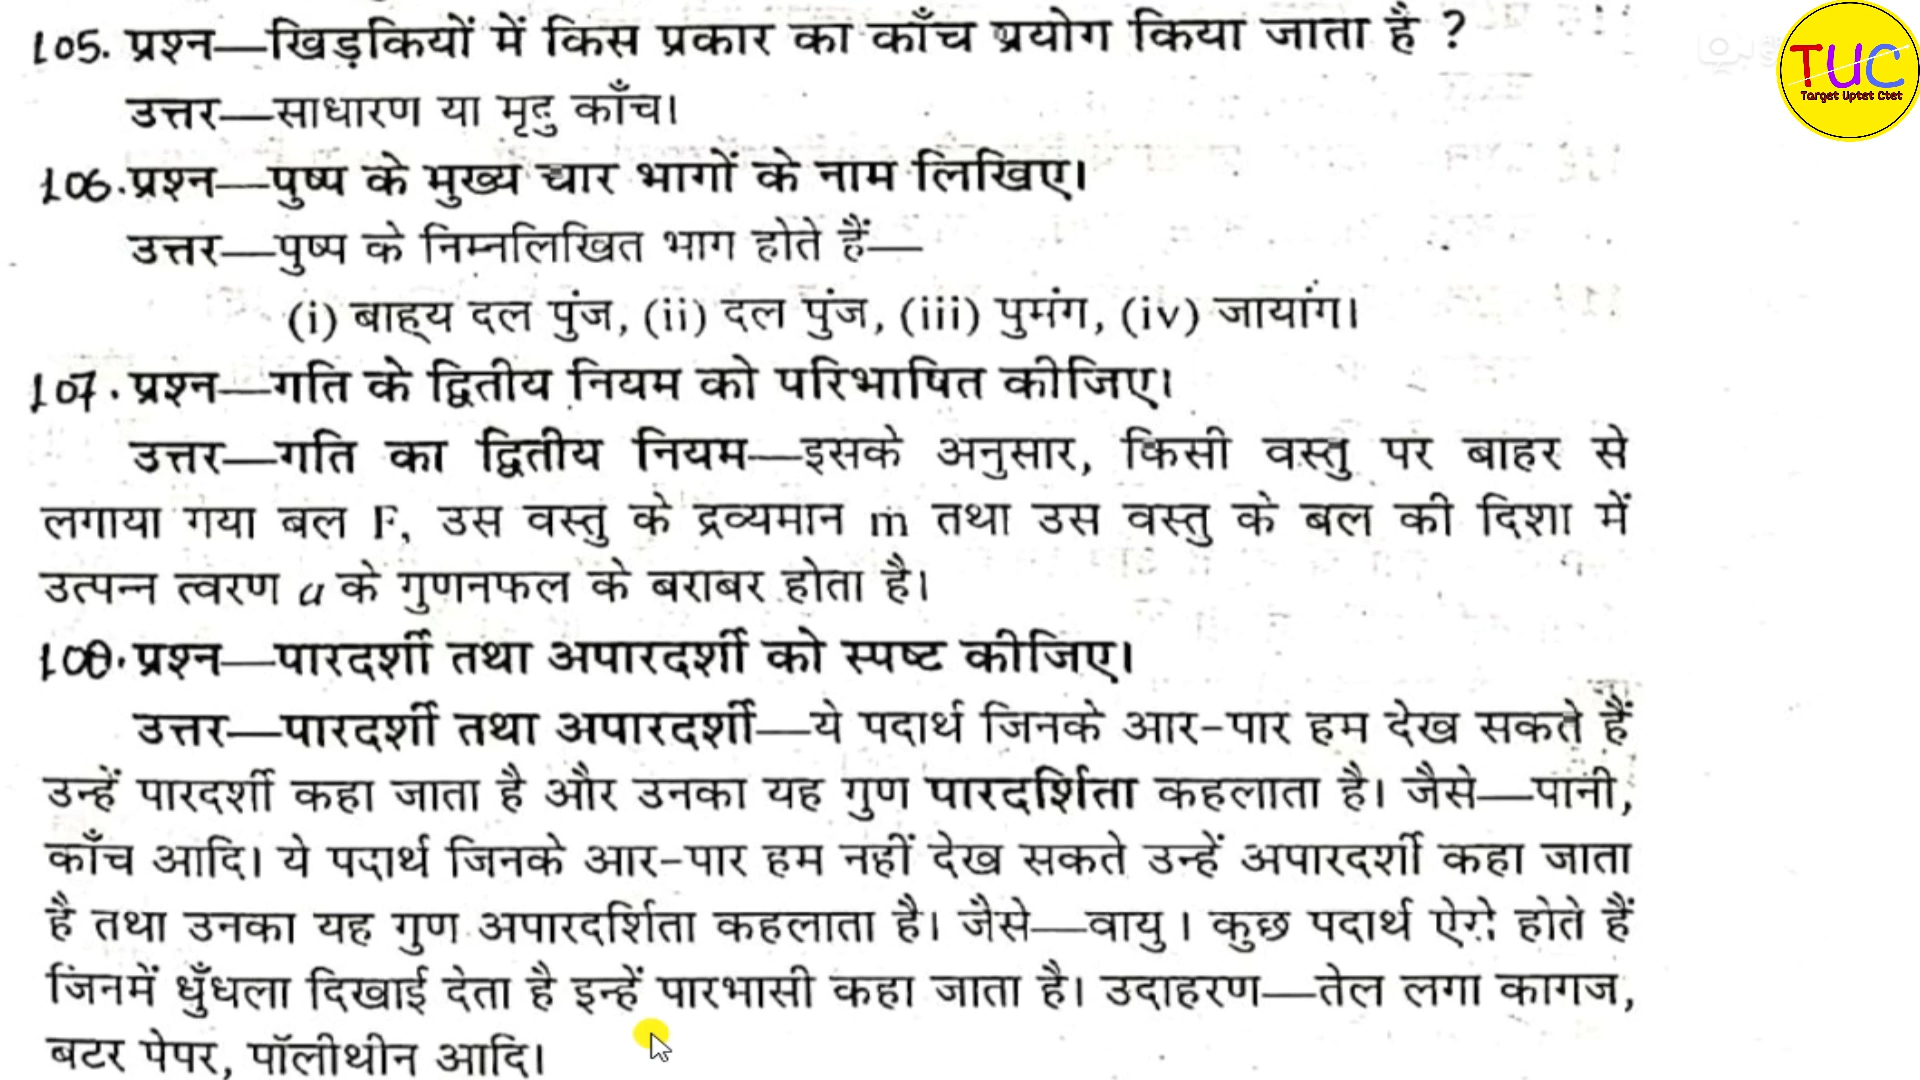 105. प्रश्न—खिड़कियों में किस प्रकार का काँच प्रयोग किया जाता है ?
TUC
Target Uptet Ctet
उत्तर—साधारण या मृदु काँच।
106. प्रश्न—पुष्प के मुख्य चार भागों के नाम लिखिए।
उत्तर—पुष्प के निम्नलिखित भाग होते हैं—
(i) बाह्य दल पुंज, (ii) दल पुंज, (iii) पुमंग, (iv) जायांग।
107. प्रश्न—गति के द्वितीय नियम को परिभाषित कीजिए।
उत्तर—गति का द्वितीय नियम—इसके अनुसार, किसी वस्तु पर बाहर से
लगाया गया बल F, उस वस्तु के द्रव्यमान m तथा उस वस्तु के बल की दिशा में
उत्पन्न त्वरण a के गुणनफल के बराबर होता है।
108. प्रश्न—पारदर्शी तथा अपारदर्शी को स्पष्ट कीजिए।
उत्तर—पारदर्शी तथा अपारदर्शी—ये पदार्थ जिनके आर-पार हम देख सकते हैं
उन्हें पारदर्शी कहा जाता है और उनका यह गुण पारदर्शिता कहलाता है। जैसे—पानी,
काँच आदि। ये पदार्थ जिनके आर-पार हम नहीं देख सकते उन्हें अपारदर्शी कहा जाता
है तथा उनका यह गुण अपारदर्शिता कहलाता है। जैसे—वायु। कुछ पदार्थ ऐसे होते हैं
जिनमें धुँधला दिखाई देता है इन्हें पारभासी कहा जाता है। उदाहरण—तेल लगा कागज,
बटर पेपर, पॉलीथीन आदि।